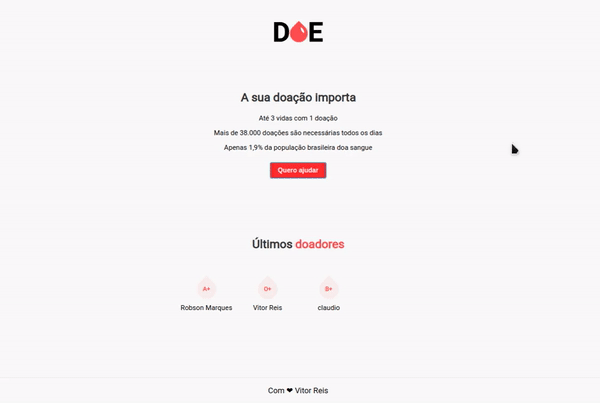 DOE
A sua doação importa
Até 3 vidas com 1 doação
Mais de 38.000 doações são necessárias todos os dias
Apenas 1,9% da população brasileira doa sangue
Quero ajudar
Últimos doadores
A+ O+ B+
Robson Marques Vitor Reis claudio
Com ❤ Vitor Reis